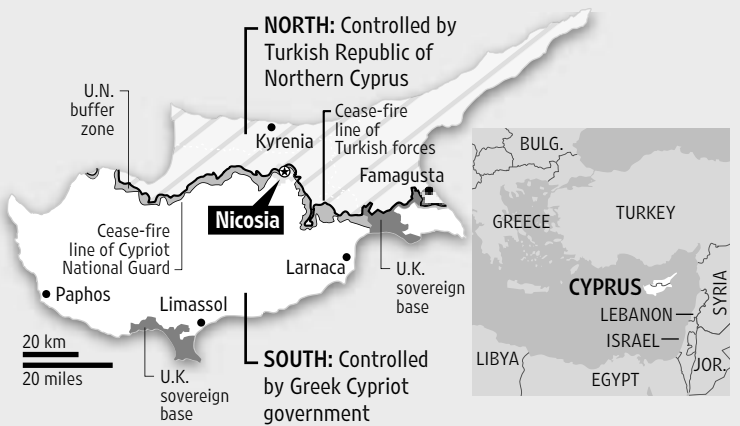 NORTH: Controlled by
Turkish Republic of
Northern Cyprus
U.N.
buffer
zone
Cease-fire
line of
Turkish forces
Kyrenia
Famagusta
Nicosia
Cease-fire
line of Cypriot
National Guard
Larnaca
Paphos
Limassol
U.K.
sovereign
base
20 km
20 miles
U.K.
sovereign
base
SOUTH: Controlled
by Greek Cypriot
government
BULG.
GREECE
TURKEY
CYPRUS
SYRIA
LEBANON
ISRAEL
LIBYA
JOR.
EGYPT